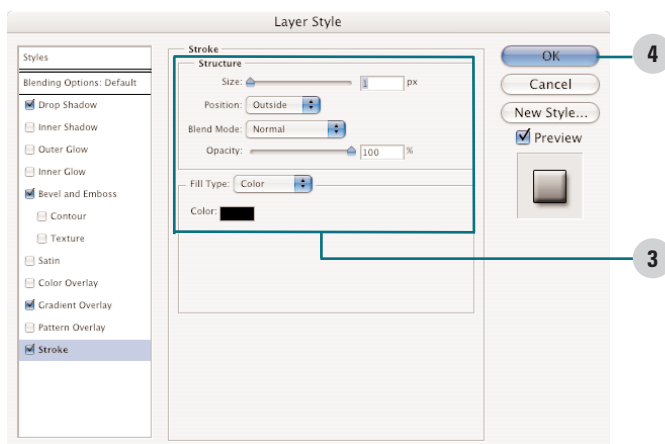 Layer Style
Styles
Blending Options: Default
Drop Shadow
Inner Shadow
Outer Glow
Inner Glow
Bevel and Emboss
Contour
Texture
Satin
Color Overlay
Gradient Overlay
Pattern Overlay
Stroke
Stroke
Structure
Size: 1 px
Position: Outside
Blend Mode: Normal
Opacity: 100 %
Fill Type: Color
Color:
OK
Cancel
New Style...
Preview
4
3